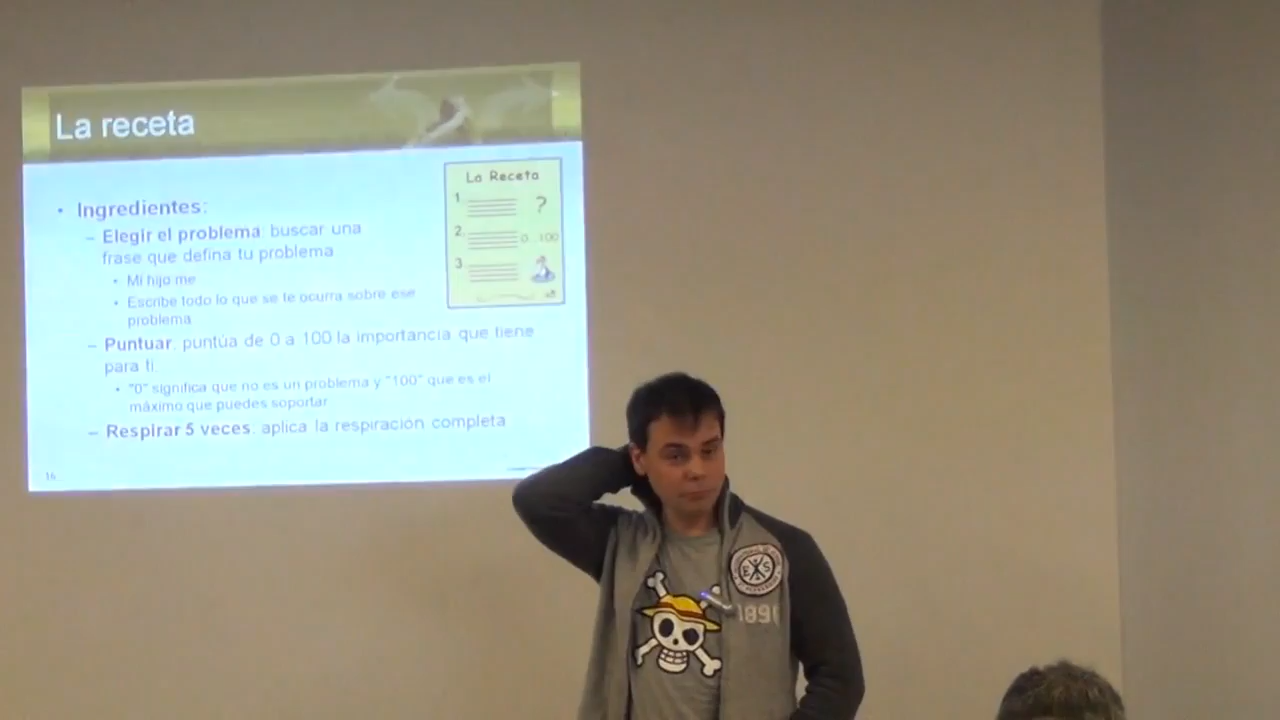 La receta
• Ingredientes:
– Elegir el problema buscar una
frase que defina tu problema
• Mi hijo me
• Escribe todo lo que se te ocurra sobre ese
problema
– Puntuar, puntúa de 0 a 100 la importancia que tiene
para ti.
• "0" significa que no es un problema y "100" que es el
máximo que puedes soportar
– Respirar 5 veces: aplica la respiración completa
16
La Receta
1 ?
2 0...100
3
E S
1891